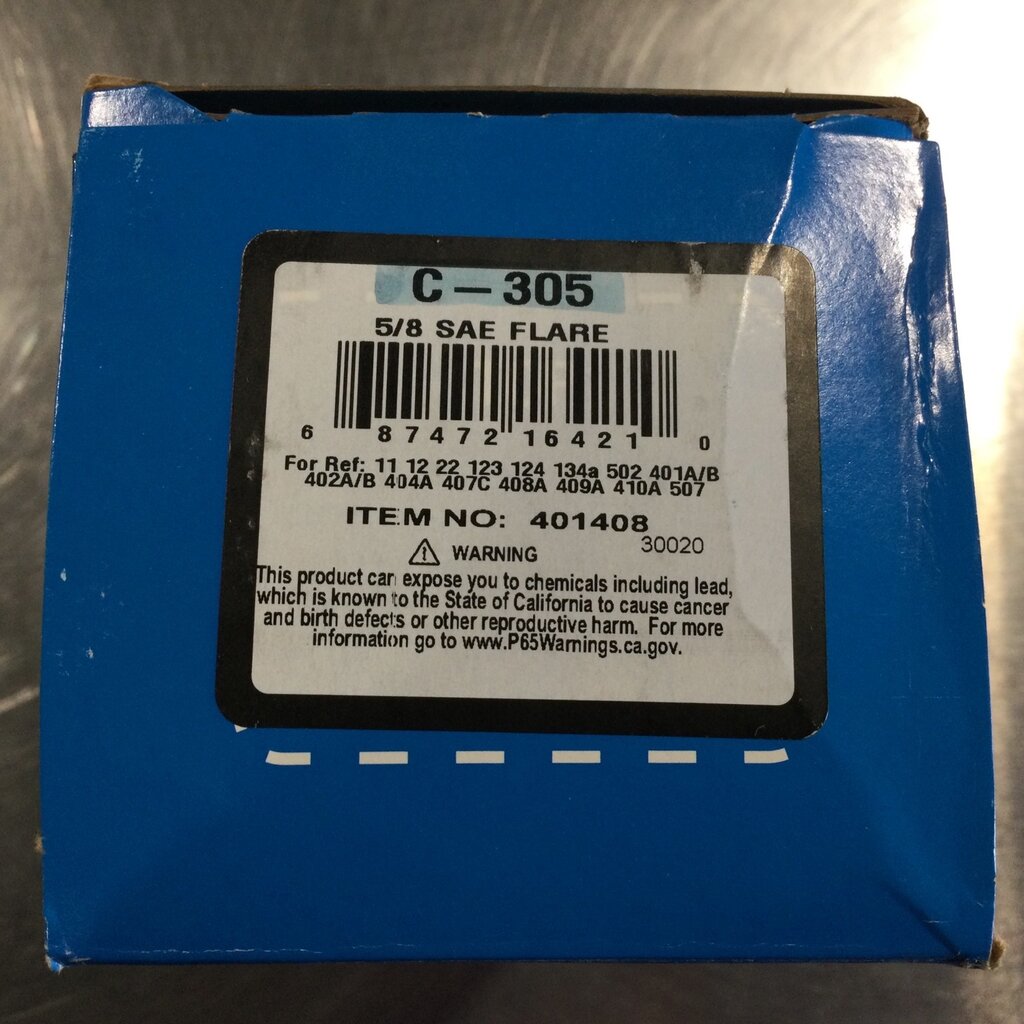 C-305
5/8 SAE FLARE
6 87472 16421 0
For Ref: 11 12 22 123 124 134a 502 401A/B
402A/B 404A 407C 408A 409A 410A 507
ITEM NO: 401408
30020
⚠ WARNING
This product can expose you to chemicals including lead,
which is known to the State of California to cause cancer
and birth defects or other reproductive harm. For more
information go to www.P65Warnings.ca.gov.